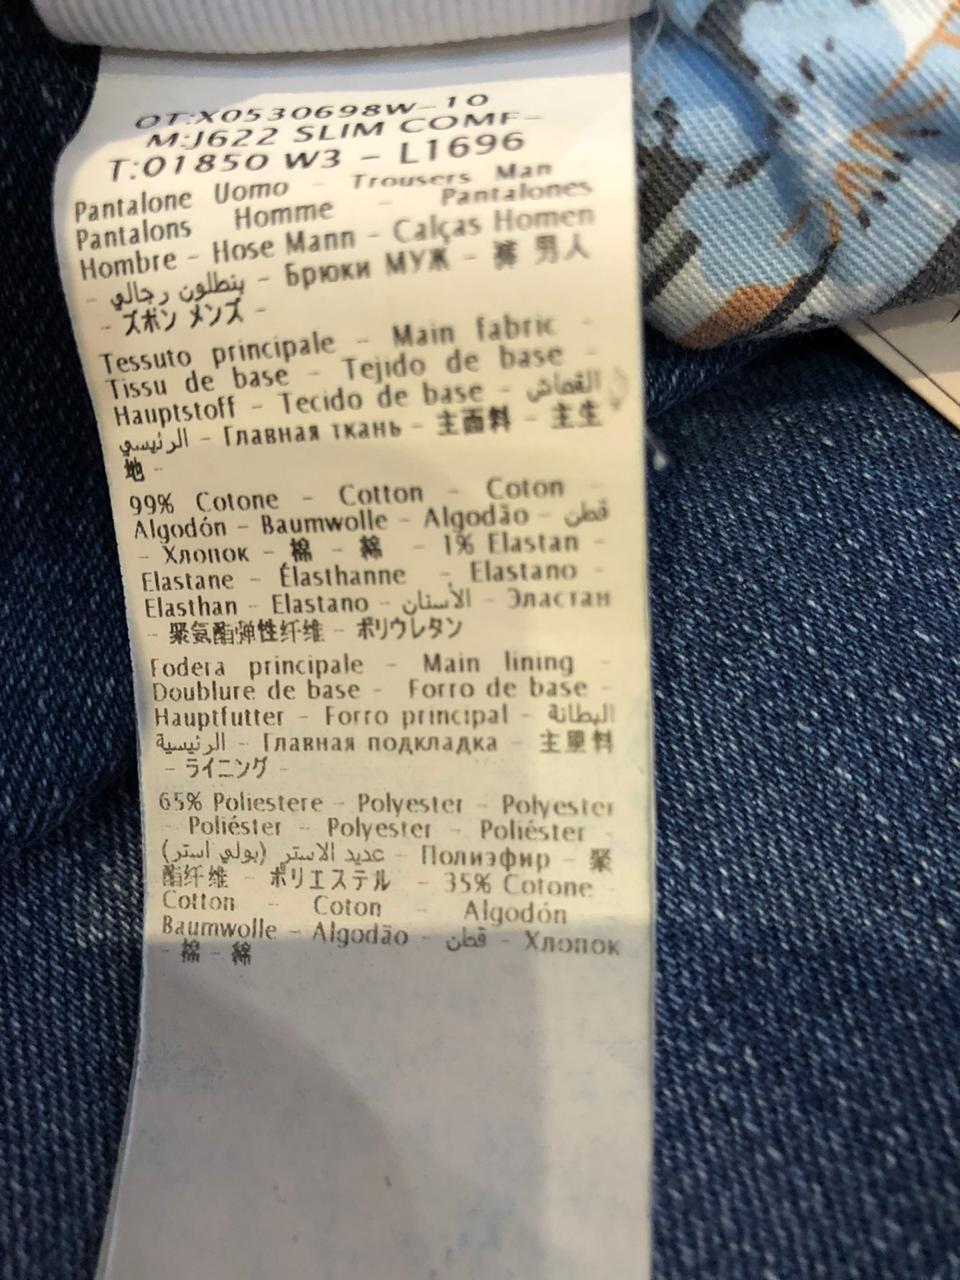 OT:X0530698W-10
M:J622 SLIM COMF-
T:01850 W3 - L1696
Pantalone Uomo - Trousers Man
Pantalons Homme - Pantalones
Hombre - Hose Mann - Calças Homen
- بنطلون رجالي - Брюки МУЖ - 裤 男人
- ズボン メンズ -
Tessuto principale - Main fabric -
Tissu de base - Tejido de base -
Hauptstoff - Tecido de base - القماش
الرئيسي - Главная ткань - 主面料 - 主生
地 -
99% Cotone - Cotton - Coton -
Algodón - Baumwolle - Algodão - قطن
- Хлопок - 棉 - 綿 - 1% Elastan -
Elastane - Élasthanne - Elastano -
Elasthan - Elastano - الأستان - Эластан
- 聚氨酯弹性纤维 - ポリウレタン
Fodera principale - Main lining -
Doublure de base - Forro de base -
Hauptfutter - Forro principal - البطانة
الرئيسية - Главная подкладка - 主里料
- ライニング -
65% Poliestere - Polyester - Polyester
- Poliéster - Polyester - Poliéster -
عديد الاستر (بولي استر) - Полиэфир - 聚
酯纤维 - ポリエステル - 35% Cotone -
Cotton - Coton - Algodón
Baumwolle - Algodão - قطن - Хлопок
- 棉 - 綿